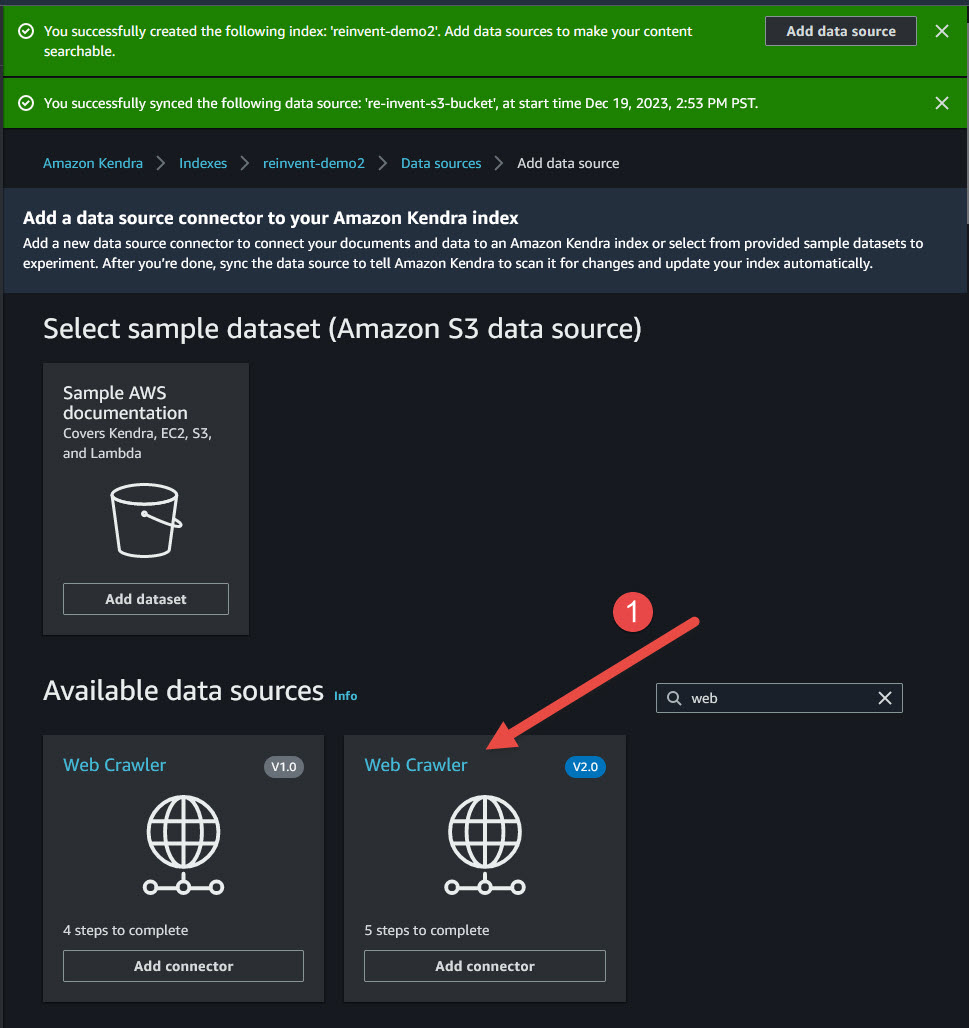 You successfully created the following index: 'reinvent-demo2'. Add data sources to make your content
searchable.
Add data source
You successfully synced the following data source: 're-invent-s3-bucket', at start time Dec 19, 2023, 2:53 PM PST.
Amazon Kendra Indexes reinvent-demo2 Data sources Add data source
Add a data source connector to your Amazon Kendra index
Add a new data source connector to connect your documents and data to an Amazon Kendra index or select from provided sample datasets to
experiment. After you're done, sync the data source to tell Amazon Kendra to scan it for changes and update your index automatically.
Select sample dataset (Amazon S3 data source)
Sample AWS
documentation
Covers Kendra, EC2, S3,
and Lambda
Add dataset
1
Available data sources Info
web
Web Crawler V1.0
4 steps to complete
Add connector
Web Crawler V2.0
5 steps to complete
Add connector